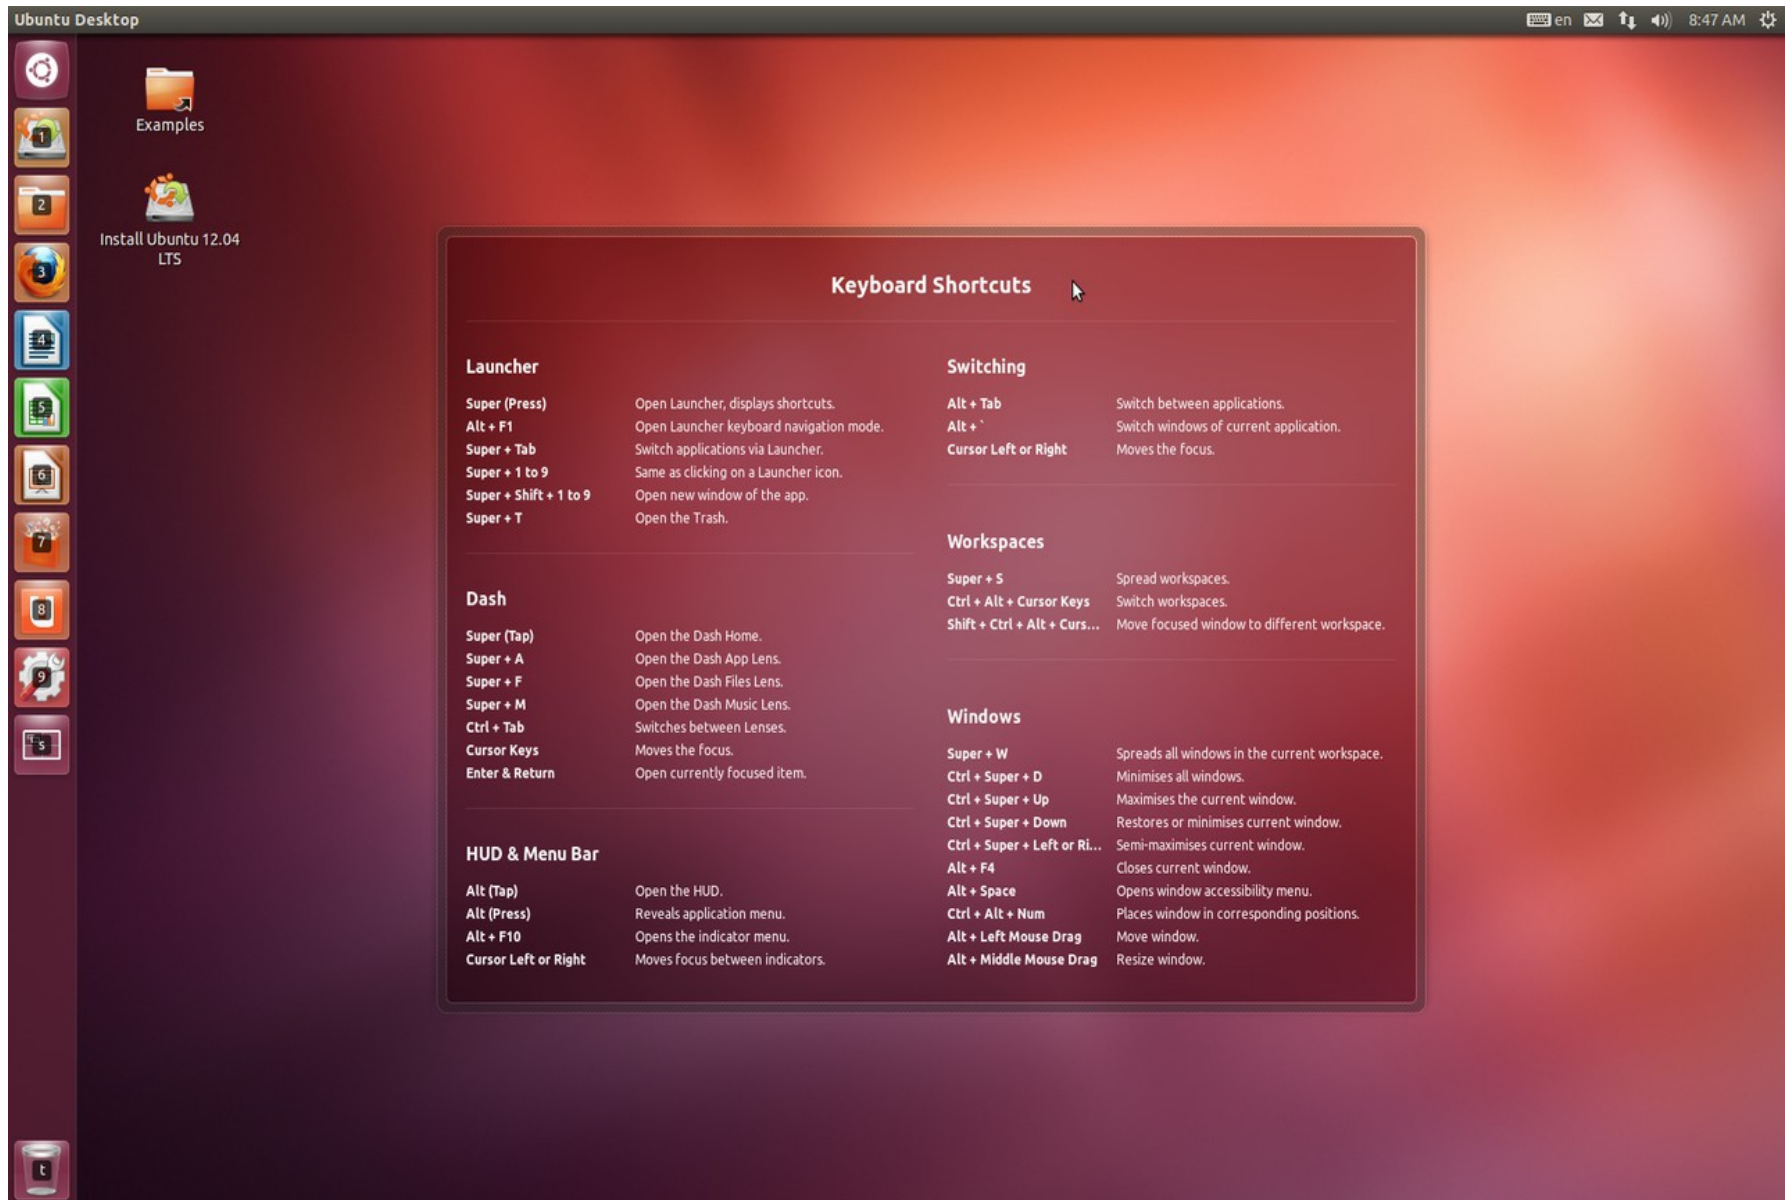 Ubuntu Desktop
en
8:47 AM
Examples
Install Ubuntu 12.04
LTS
1
2
3
4
5
6
7
8
9
s
t
Keyboard Shortcuts
Launcher
Super (Press) Open Launcher, displays shortcuts.
Alt + F1 Open Launcher keyboard navigation mode.
Super + Tab Switch applications via Launcher.
Super + 1 to 9 Same as clicking on a Launcher icon.
Super + Shift + 1 to 9 Open new window of the app.
Super + T Open the Trash.
Dash
Super (Tap) Open the Dash Home.
Super + A Open the Dash App Lens.
Super + F Open the Dash Files Lens.
Super + M Open the Dash Music Lens.
Ctrl + Tab Switches between Lenses.
Cursor Keys Moves the focus.
Enter & Return Open currently focused item.
HUD & Menu Bar
Alt (Tap) Open the HUD.
Alt (Press) Reveals application menu.
Alt + F10 Opens the indicator menu.
Cursor Left or Right Moves focus between indicators.
Switching
Alt + Tab Switch between applications.
Alt + ` Switch windows of current application.
Cursor Left or Right Moves the focus.
Workspaces
Super + S Spread workspaces.
Ctrl + Alt + Cursor Keys Switch workspaces.
Shift + Ctrl + Alt + Curs... Move focused window to different workspace.
Windows
Super + W Spreads all windows in the current workspace.
Ctrl + Super + D Minimises all windows.
Ctrl + Super + Up Maximises the current window.
Ctrl + Super + Down Restores or minimises current window.
Ctrl + Super + Left or Ri... Semi-maximises current window.
Alt + F4 Closes current window.
Alt + Space Opens window accessibility menu.
Ctrl + Alt + Num Places window in corresponding positions.
Alt + Left Mouse Drag Move window.
Alt + Middle Mouse Drag Resize window.